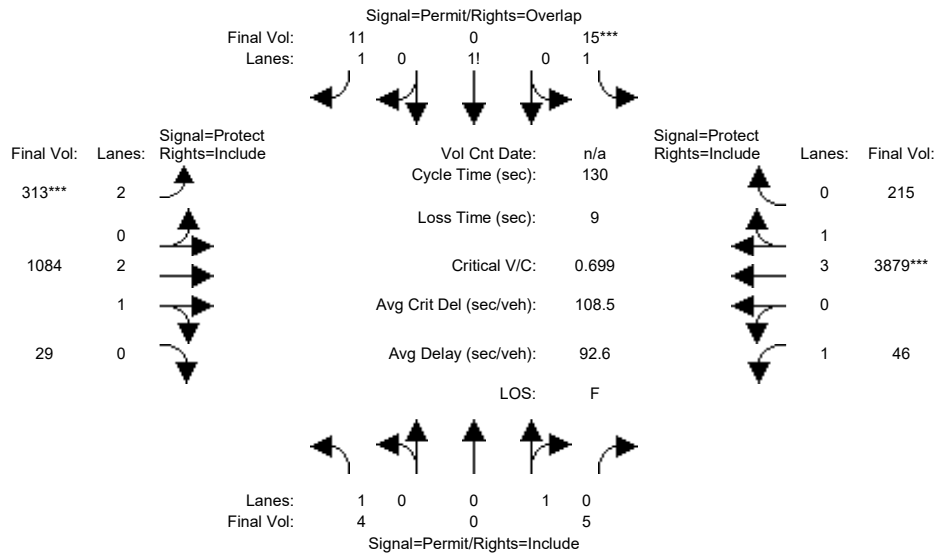 Signal=Permit/Rights=Overlap
Final Vol: 11 0 15***
Lanes: 1 0 1! 0 1
Signal=Protect
Final Vol: Lanes: Rights=Include
Vol Cnt Date: n/a
Signal=Protect
Rights=Include Lanes: Final Vol:
Cycle Time (sec): 130
313*** 2
0 215
Loss Time (sec): 9
0
1
1084 2
Critical V/C: 0.699
3 3879***
1
Avg Crit Del (sec/veh): 108.5
0
29 0
Avg Delay (sec/veh): 92.6
1 46
LOS: F
Lanes: 1 0 0 1 0
Final Vol: 4 0 5
Signal=Permit/Rights=Include